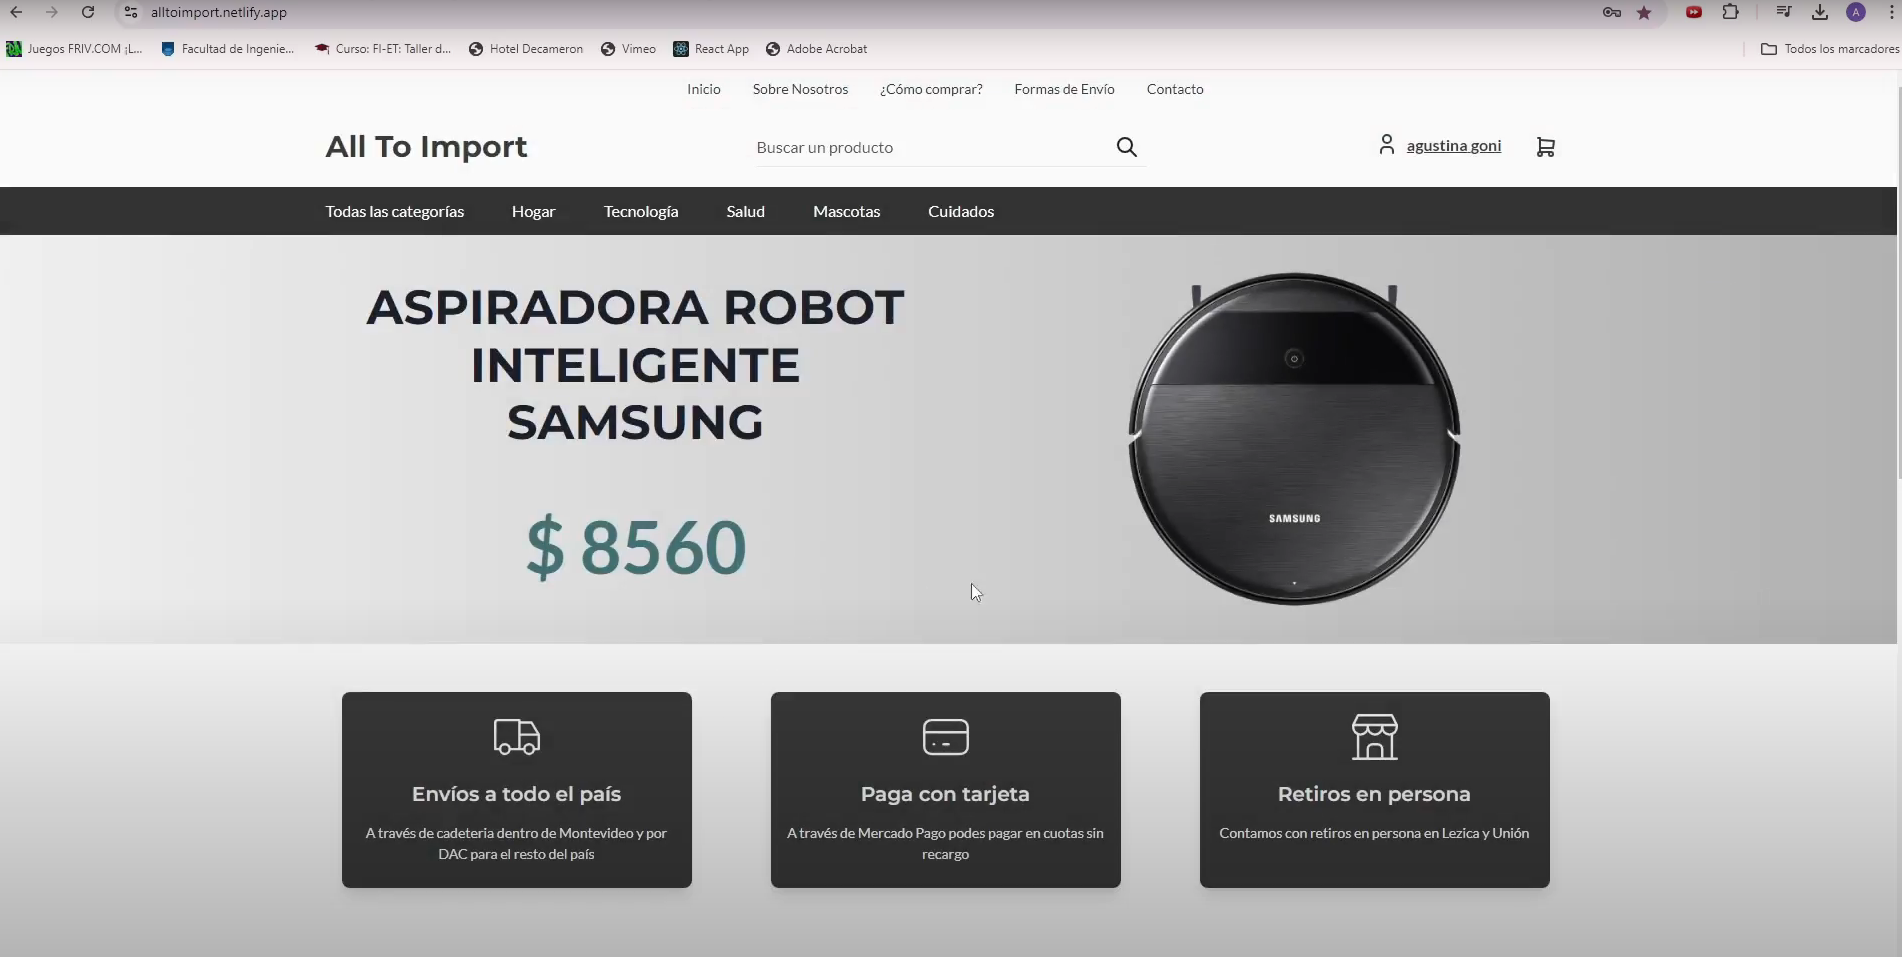 alltoimport.netlify.app
A
Juegos FRIV.COM ¡L...
Facultad de Ingenie...
Curso: FI-ET: Taller d...
Hotel Decameron
Vimeo
React App
Adobe Acrobat
Todos los marcadores
Inicio
Sobre Nosotros
¿Cómo comprar?
Formas de Envío
Contacto
All To Import
Buscar un producto
agustina goni
Todas las categorías
Hogar
Tecnología
Salud
Mascotas
Cuidados
ASPIRADORA ROBOT
INTELIGENTE
SAMSUNG
$ 8560
SAMSUNG
Envíos a todo el país
A través de cadeteria dentro de Montevideo y por
DAC para el resto del país
Paga con tarjeta
A través de Mercado Pago podes pagar en cuotas sin
recargo
Retiros en persona
Contamos con retiros en persona en Lezica y Unión